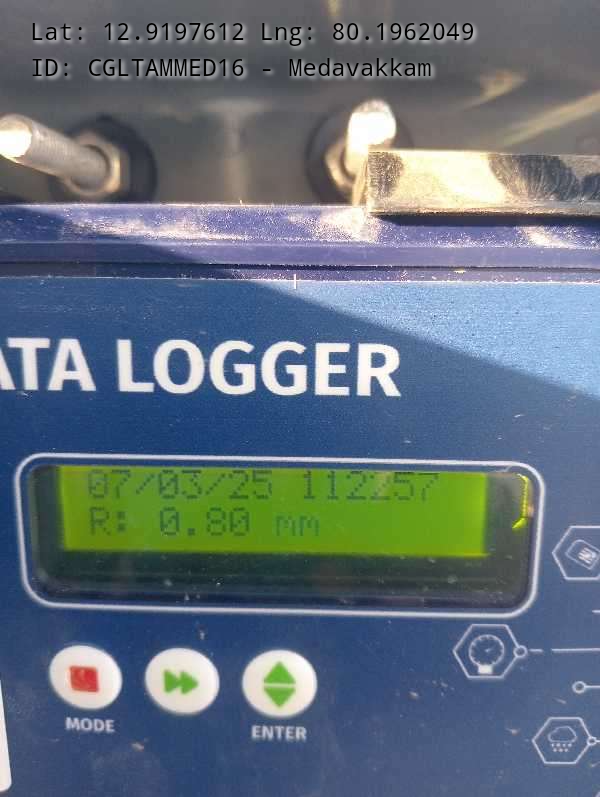 Lat: 12.9197612 Lng: 80.1962049
ID: CGLTAMMED16 - Medavakkam
ATA LOGGER
07/03/25 112257
R: 0.80 mm
MODE
ENTER